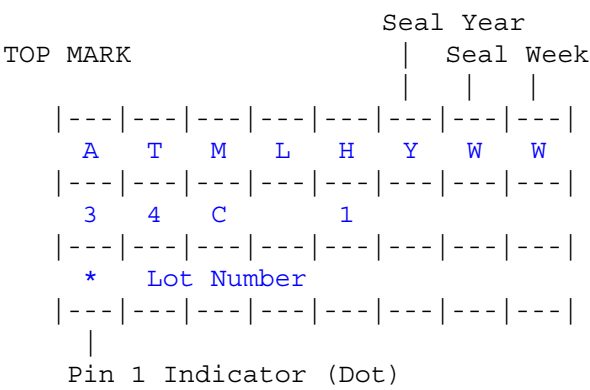 Seal Year
TOP MARK | Seal Week
| | |
|---|---|---|---|---|---|---|---|
A T M L H Y W W
|---|---|---|---|---|---|---|---|
3 4 C 1
|---|---|---|---|---|---|---|---|
* Lot Number
|---|---|---|---|---|---|---|---|
|
Pin 1 Indicator (Dot)